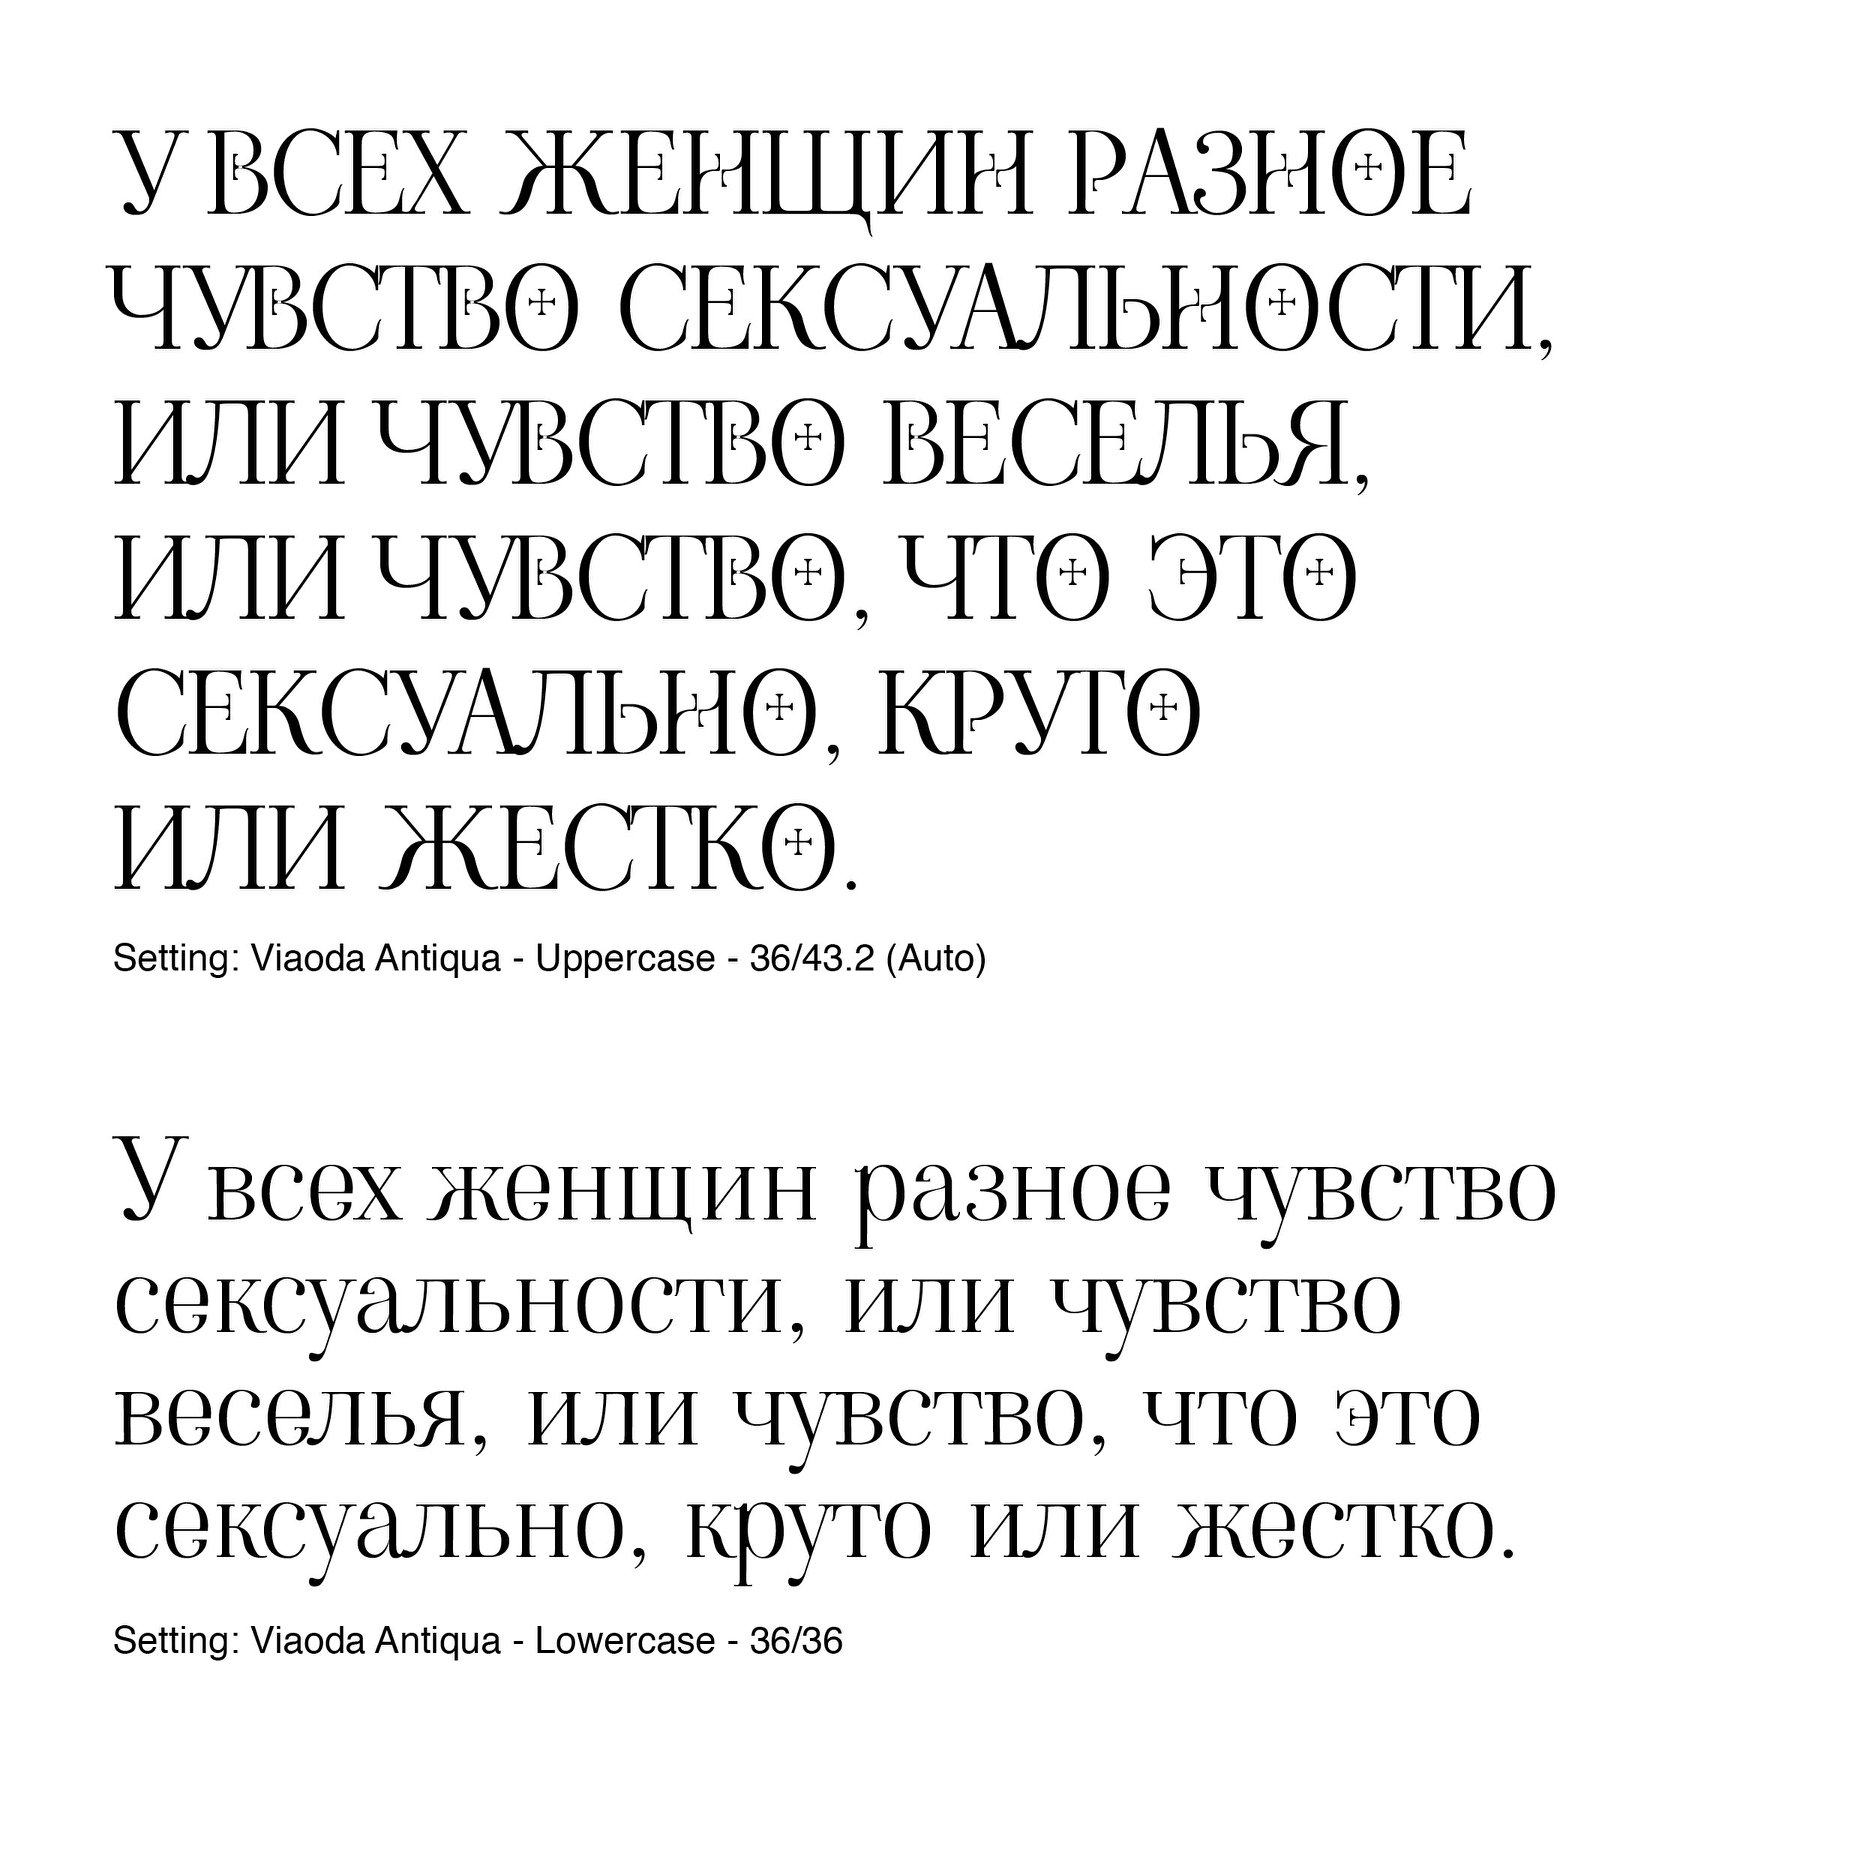 У ВСЕХ ЖЕНЩИН РАЗНОЕ
ЧУВСТВО СЕКСУАЛЬНОСТИ,
ИЛИ ЧУВСТВО ВЕСЕЛЬЯ,
ИЛИ ЧУВСТВО, ЧТО ЭТО
СЕКСУАЛЬНО, КРУТО
ИЛИ ЖЕСТКО.
Setting: Viaoda Antiqua - Uppercase - 36/43.2 (Auto)
У всех женщин разное чувство
сексуальности, или чувство
веселья, или чувство, что это
сексуально, круто или жестко.
Setting: Viaoda Antiqua - Lowercase - 36/36